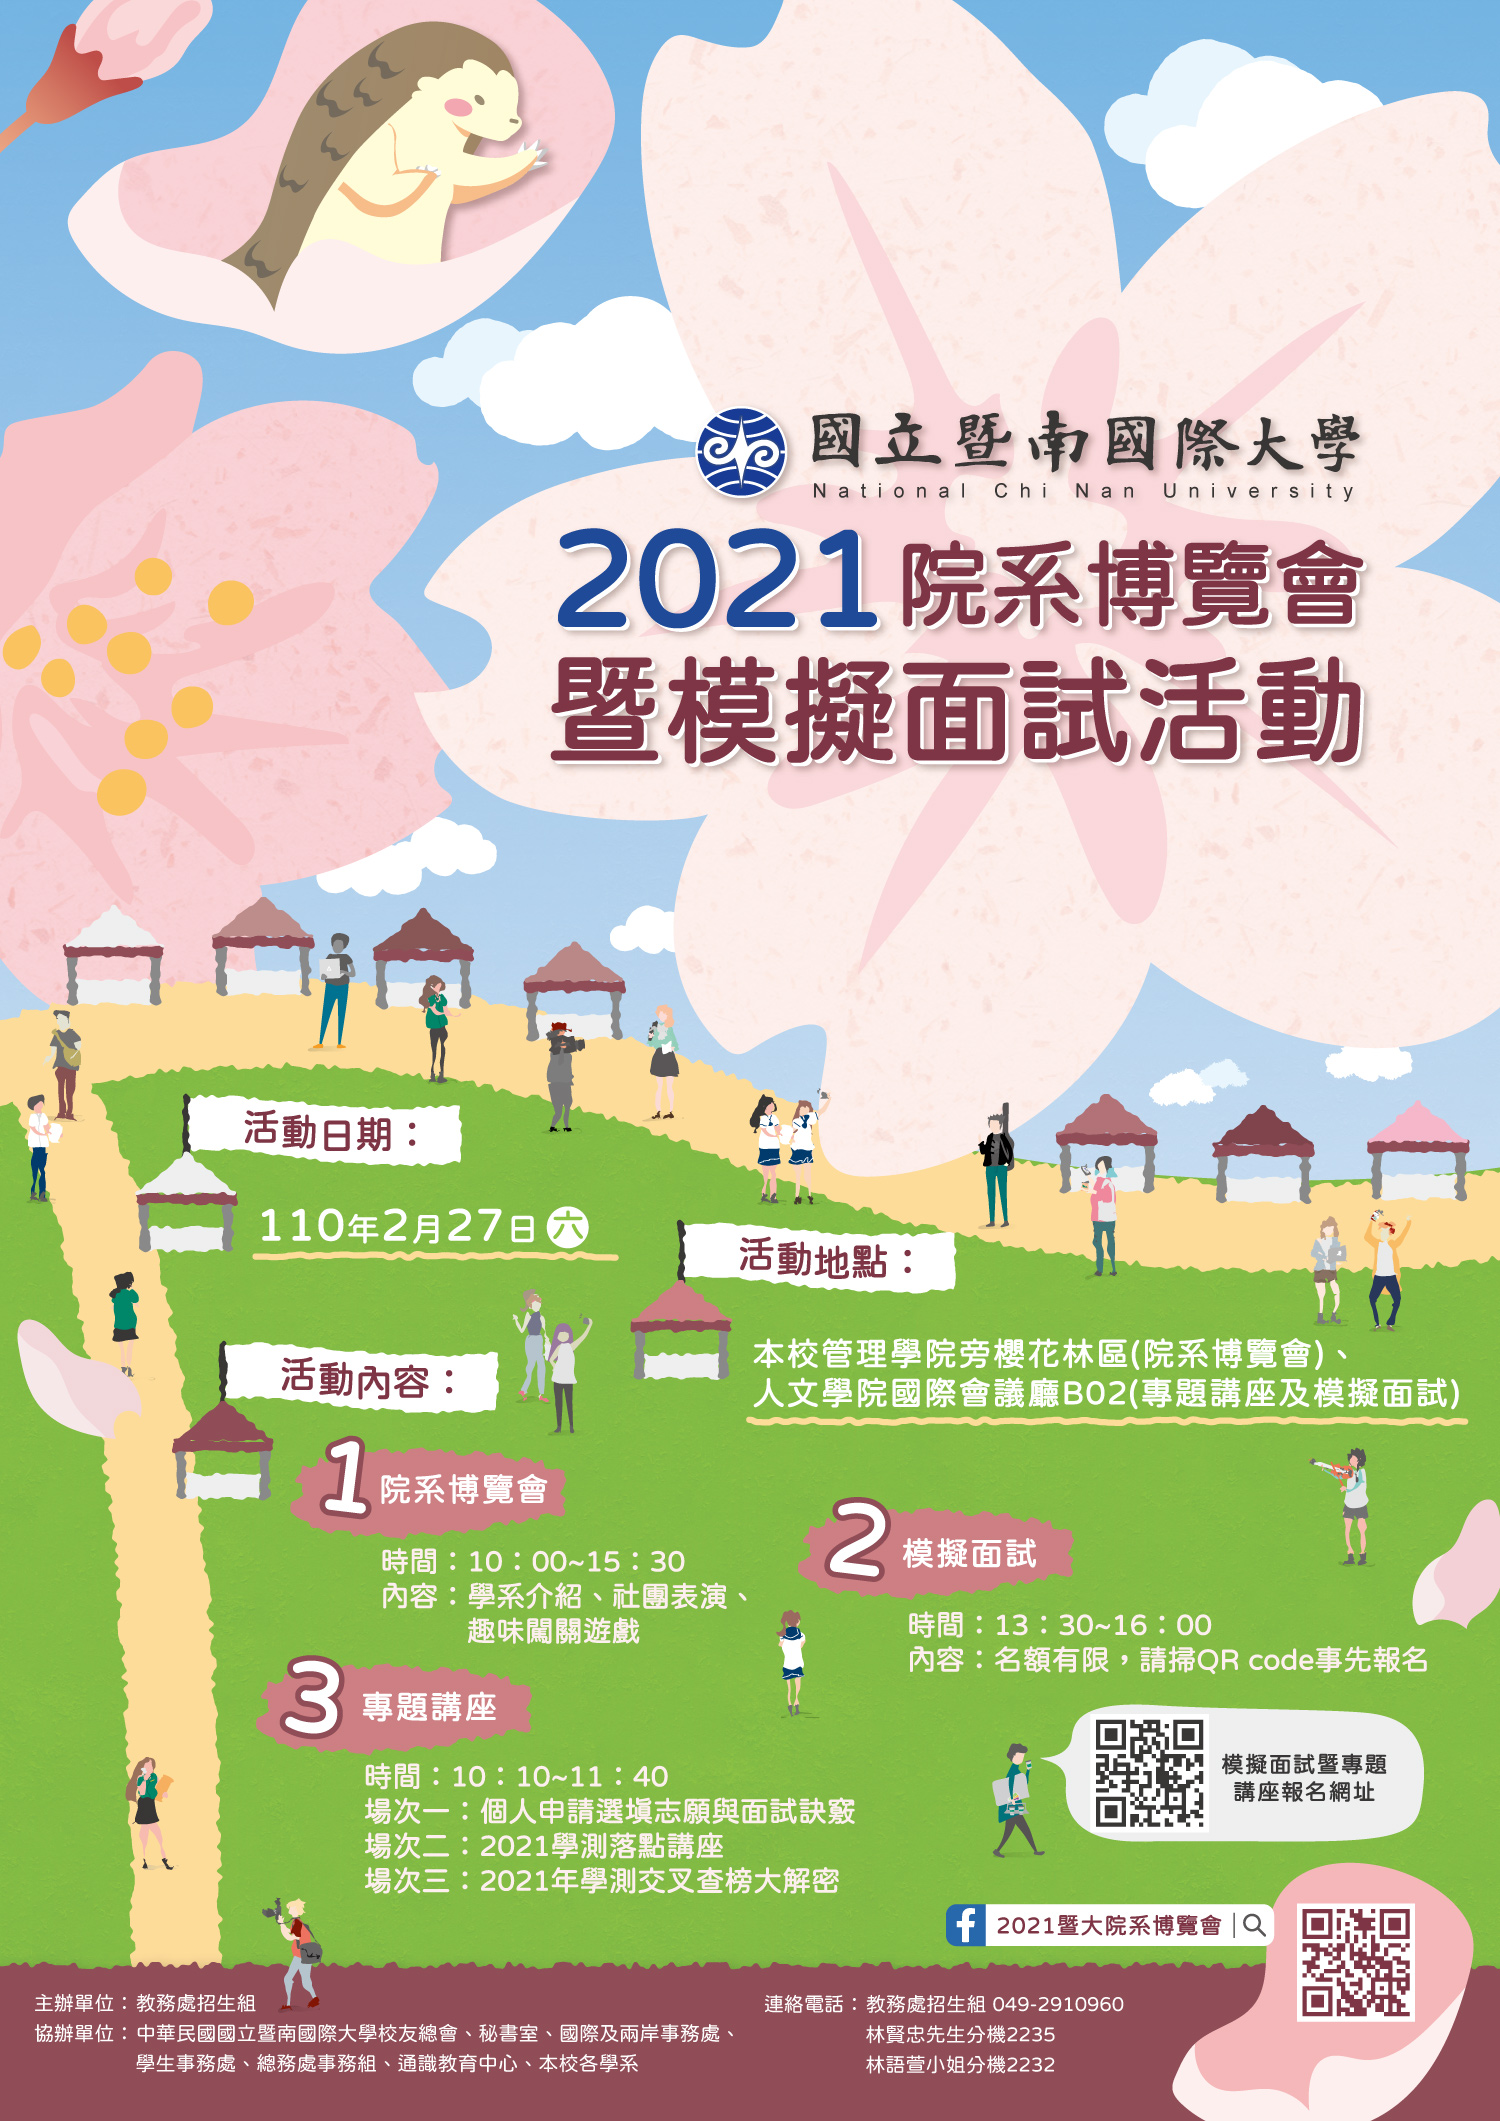 國立暨南國際大學
National Chi Nan University
2021院系博覽會
暨模擬面試活動
活動日期：
110年2月27日六
活動地點：
本校管理學院旁櫻花林區(院系博覽會)、
人文學院國際會議廳B02(專題講座及模擬面試)
活動內容：
1 院系博覽會
時間：10：00~15：30
內容：學系介紹、社團表演、
趣味闖關遊戲
2 模擬面試
時間：13：30~16：00
內容：名額有限，請掃QR code事先報名
3 專題講座
時間：10：10~11：40
場次一：個人申請選填志願與面試訣竅
場次二：2021學測落點講座
場次三：2021年學測交叉查榜大解密
模擬面試暨專題
講座報名網址
f 2021暨大院系博覽會
主辦單位：教務處招生組
協辦單位：中華民國國立暨南國際大學校友總會、秘書室、國際及兩岸事務處、
學生事務處、總務處事務組、通識教育中心、本校各學系
連絡電話：教務處招生組 049-2910960
林賢忠先生分機2235
林語萱小姐分機2232